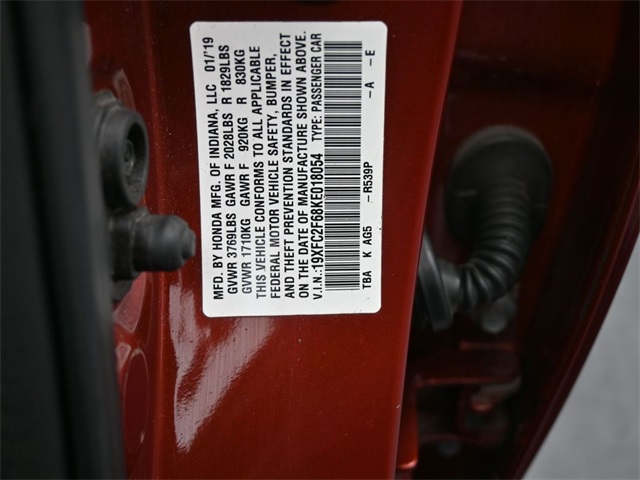 MFD. BY HONDA MFG. OF INDIANA, LLC 01/'19
GVWR 3769LBS GAWR F 2028LBS R 1829LBS
GVWR 1710KG GAWR F 920KG R 830KG
THIS VEHICLE CONFORMS TO ALL APPLICABLE
FEDERAL MOTOR VEHICLE SAFETY, BUMPER,
AND THEFT PREVENTION STANDARDS IN EFFECT
ON THE DATE OF MANUFACTURE SHOWN ABOVE.
V.I.N.:19XFC2F68KE018054 TYPE: PASSENGER CAR
TBA K AG5 –R539P –A –E